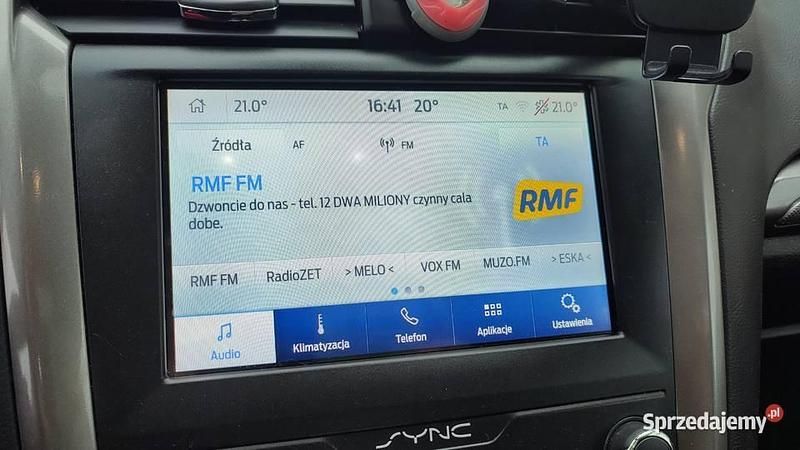 21.0° 16:41 20° TA 21.0°
Źródła AF FM TA
RMF FM
Dzwoncie do nas - tel. 12 DWA MILIONY czynny cala
dobe.
RMF
RMF FM RadioZET > MELO < VOX FM MUZO.FM > ESKA <
Audio Klimatyzacja Telefon Aplikacje Ustawienia
SYNC
Sprzedajemy.pl